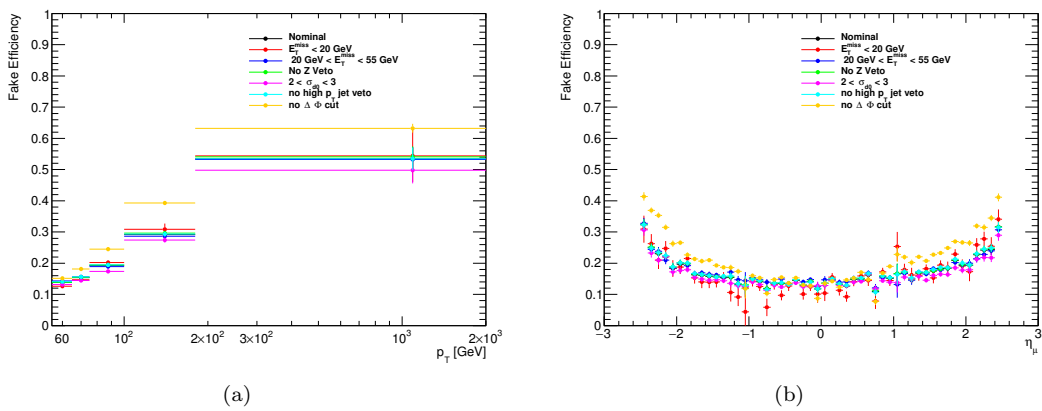 Fake Efficiency
1
0.9
0.8
0.7
0.6
0.5
0.4
0.3
0.2
0.1
0
Nominal
E_T^miss < 20 GeV
20 GeV < E_T^miss < 55 GeV
No Z Veto
2 < σ_d0 < 3
no high p_T jet veto
no Δ Φ cut
60 10² 2×10² 3×10² 10³ 2×10³
p_T [GeV]
(a)
Fake Efficiency
1
0.9
0.8
0.7
0.6
0.5
0.4
0.3
0.2
0.1
0
Nominal
E_T^miss < 20 GeV
20 GeV < E_T^miss < 55 GeV
No Z Veto
2 < σ_d0 < 3
no high p_T jet veto
no Δ Φ cut
−3 −2 −1 0 1 2 3
η_μ
(b)